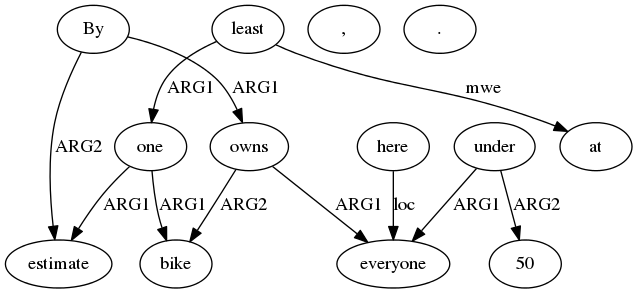 By least , .
ARG1 ARG1 mwe
ARG2 one owns here under at
ARG1 ARG1 ARG2 ARG1 loc ARG1 ARG2
estimate bike everyone 50